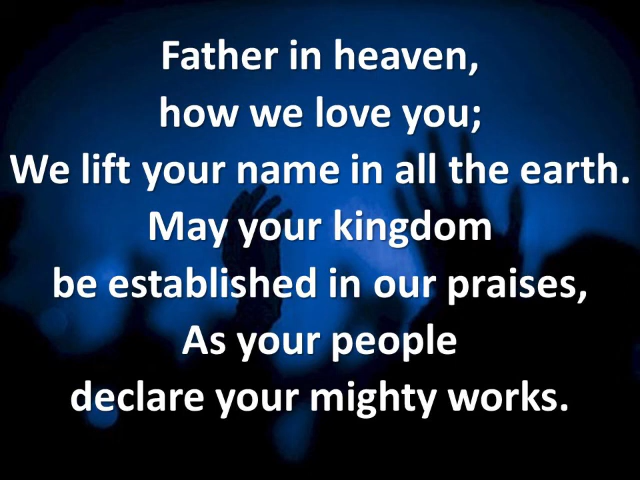 Father in heaven,
how we love you;
We lift your name in all the earth.
May your kingdom
be established in our praises,
As your people
declare your mighty works.